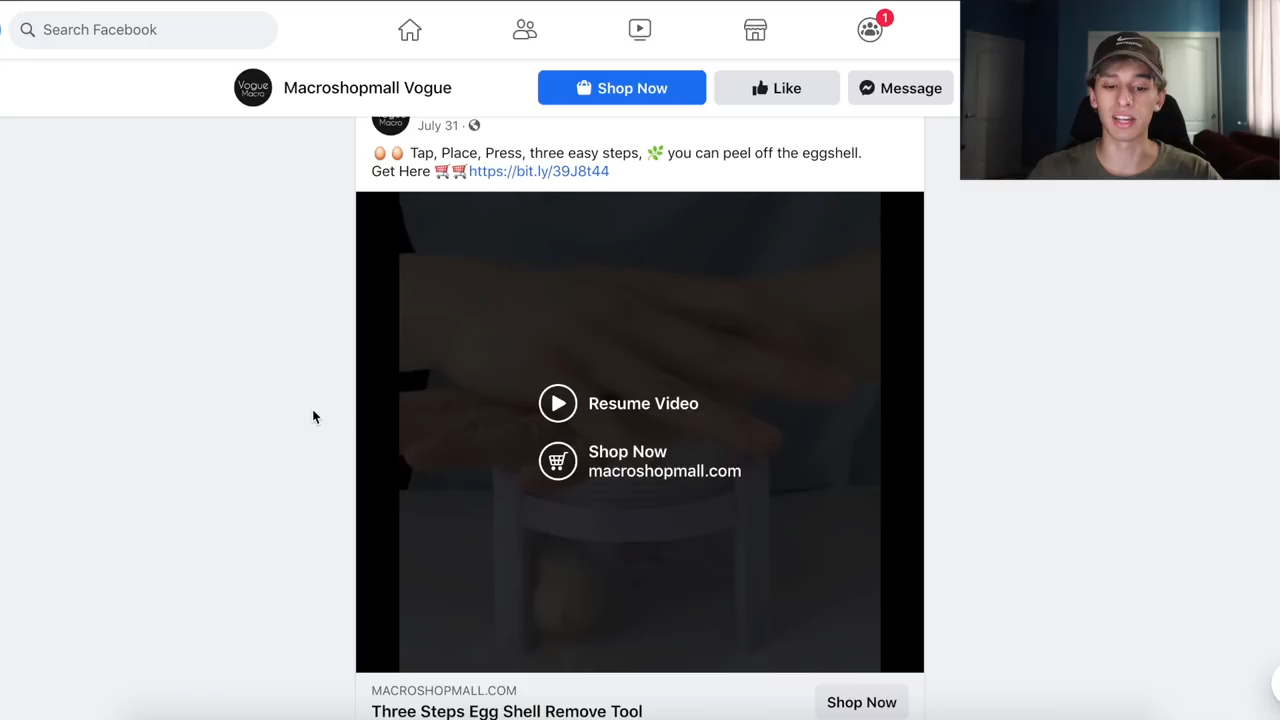 Search Facebook
1
Vogue
Macro
Macroshopmall Vogue
Shop Now
Like
Message
Macro
July 31 ·
🥚🥚 Tap, Place, Press, three easy steps, 🌿 you can peel off the eggshell.
Get Here 🛒🛒https://bit.ly/39J8t44
Resume Video
Shop Now
macroshopmall.com
MACROSHOPMALL.COM
Three Steps Egg Shell Remove Tool
Shop Now